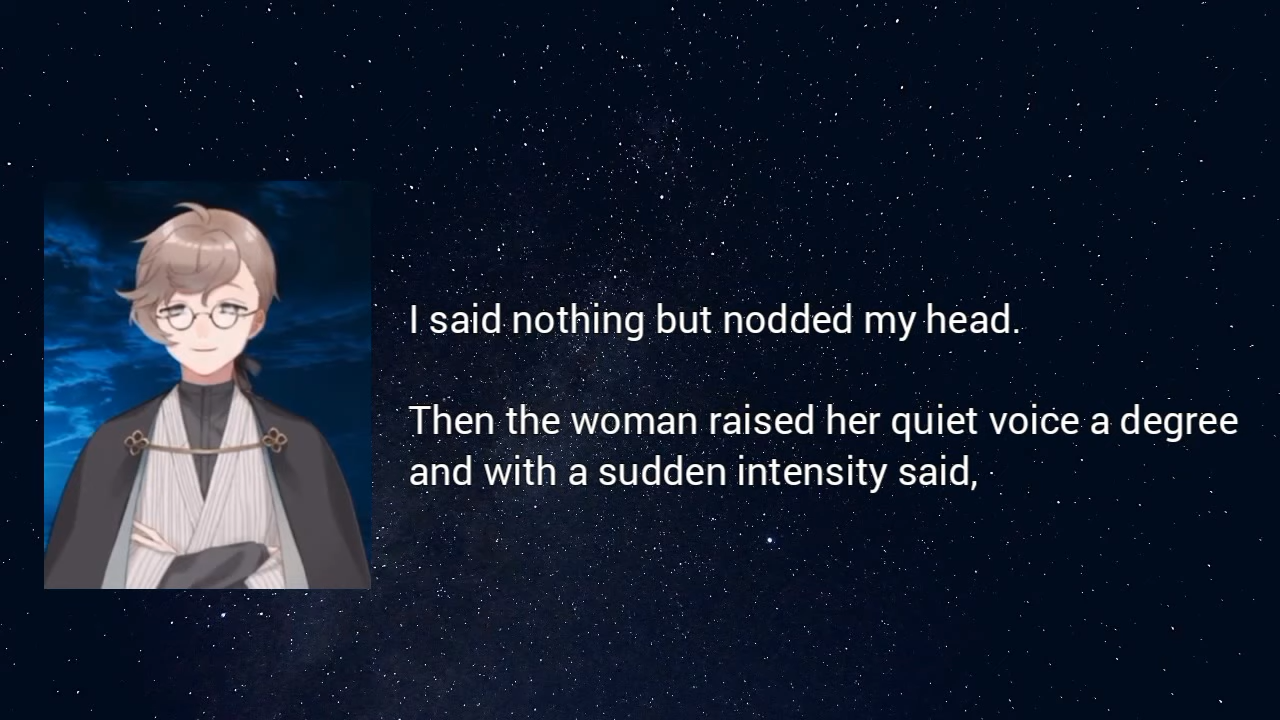 I said nothing but nodded my head.
Then the woman raised her quiet voice a degree
and with a sudden intensity said,